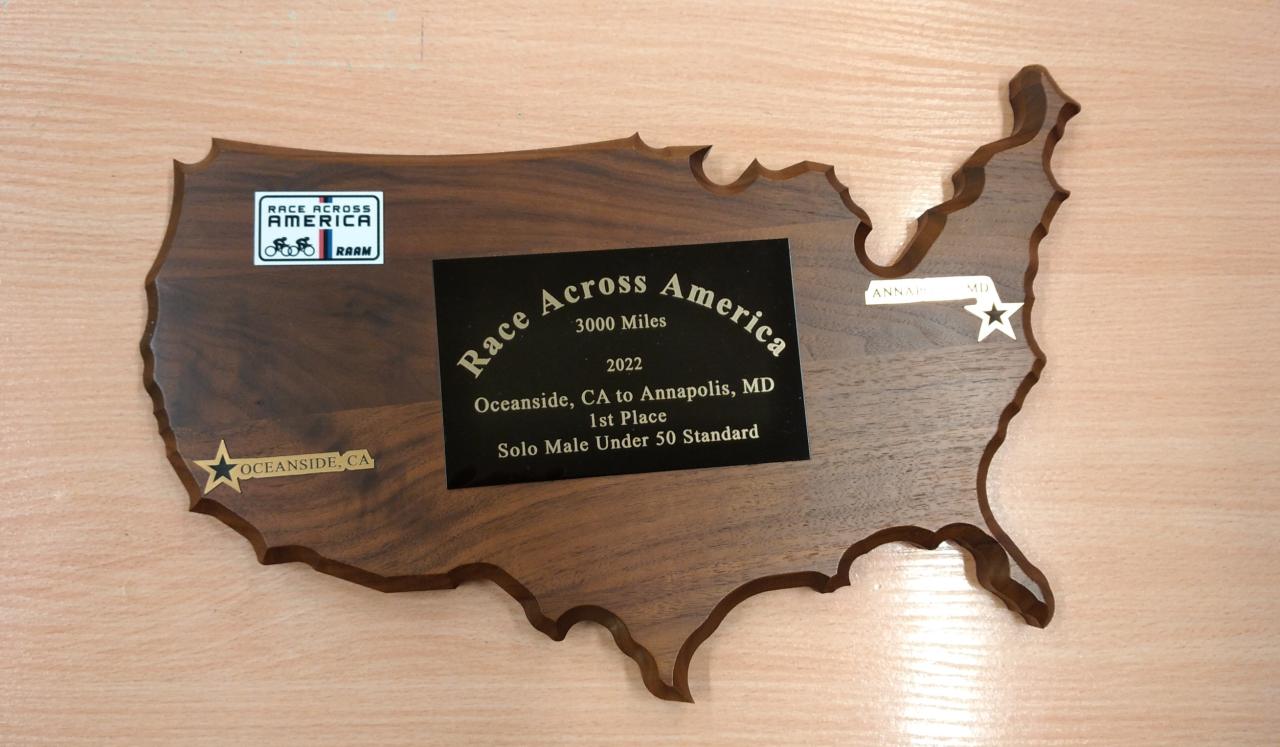 RACE ACROSS
AMERICA
RAAM
Race Across America
3000 Miles
2022
Oceanside, CA to Annapolis, MD
1st Place
Solo Male Under 50 Standard
ANNAPOLIS, MD
OCEANSIDE, CA